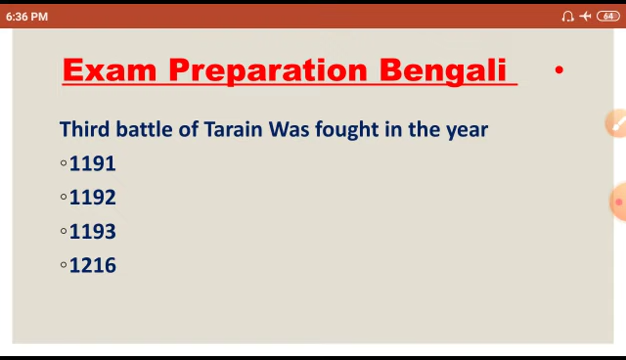 6:36 PM
64
Exam Preparation Bengali
Third battle of Tarain Was fought in the year
◦1191
◦1192
◦1193
◦1216